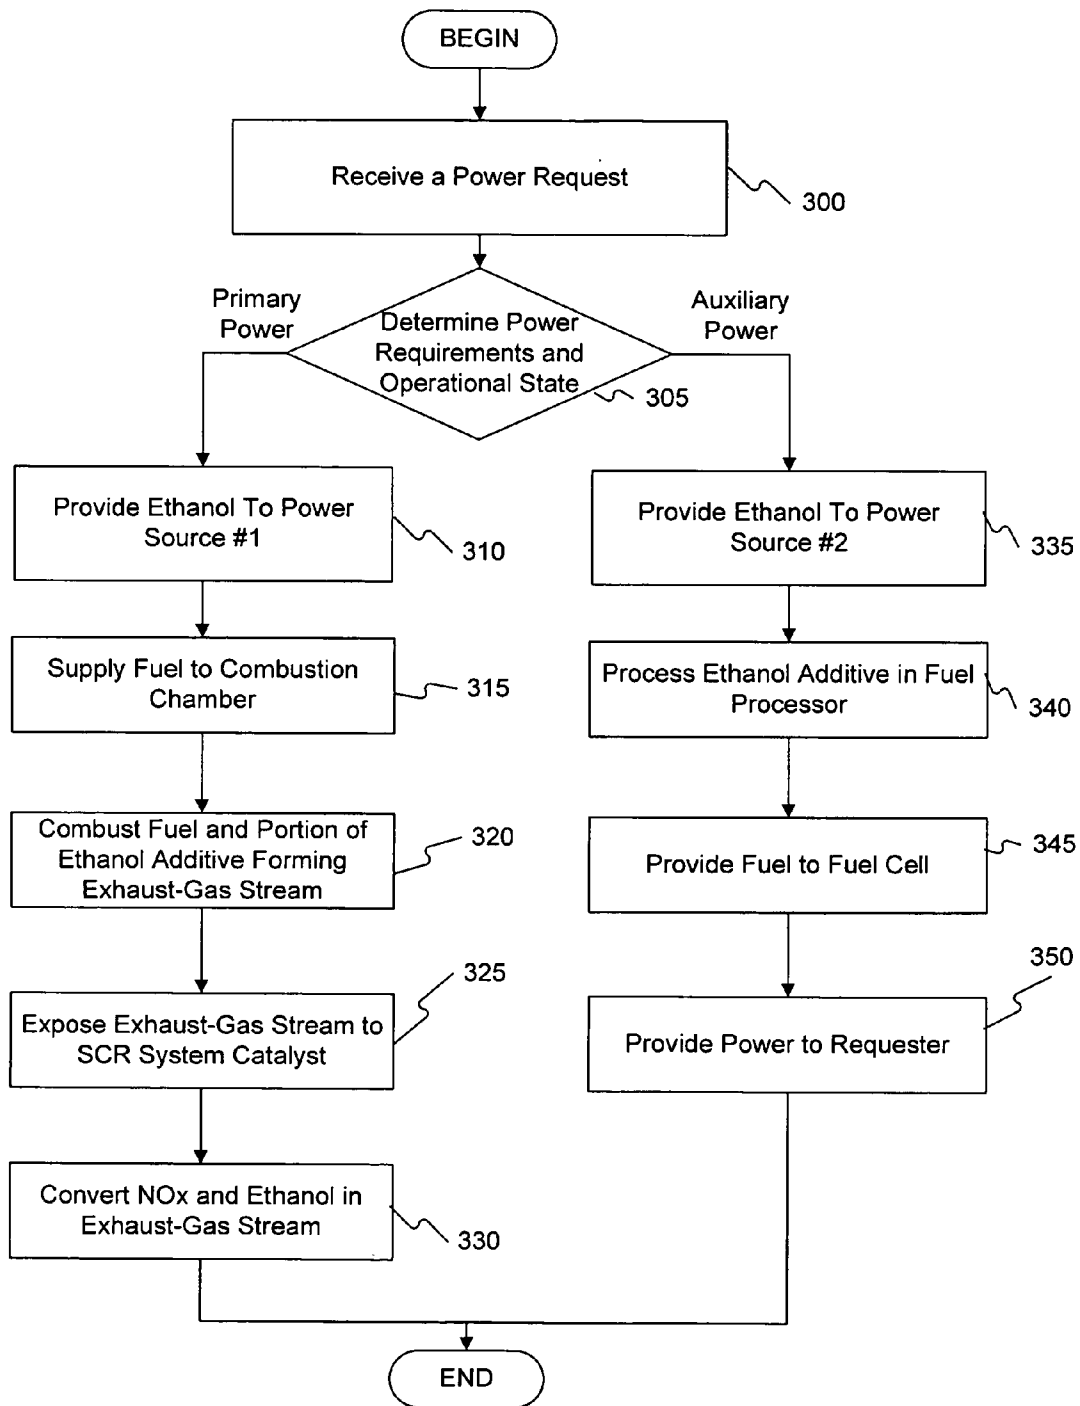 BEGIN
Receive a Power Request
300
Primary
Power
Auxiliary
Power
Determine Power
Requirements and
Operational State
305
Provide Ethanol To Power
Source #1
310
Provide Ethanol To Power
Source #2
335
Supply Fuel to Combustion
Chamber
315
Process Ethanol Additive in Fuel
Processor
340
Combust Fuel and Portion of
Ethanol Additive Forming
Exhaust-Gas Stream
320
Provide Fuel to Fuel Cell
345
Expose Exhaust-Gas Stream to
SCR System Catalyst
325
Provide Power to Requester
350
Convert NOx and Ethanol in
Exhaust-Gas Stream
330
END